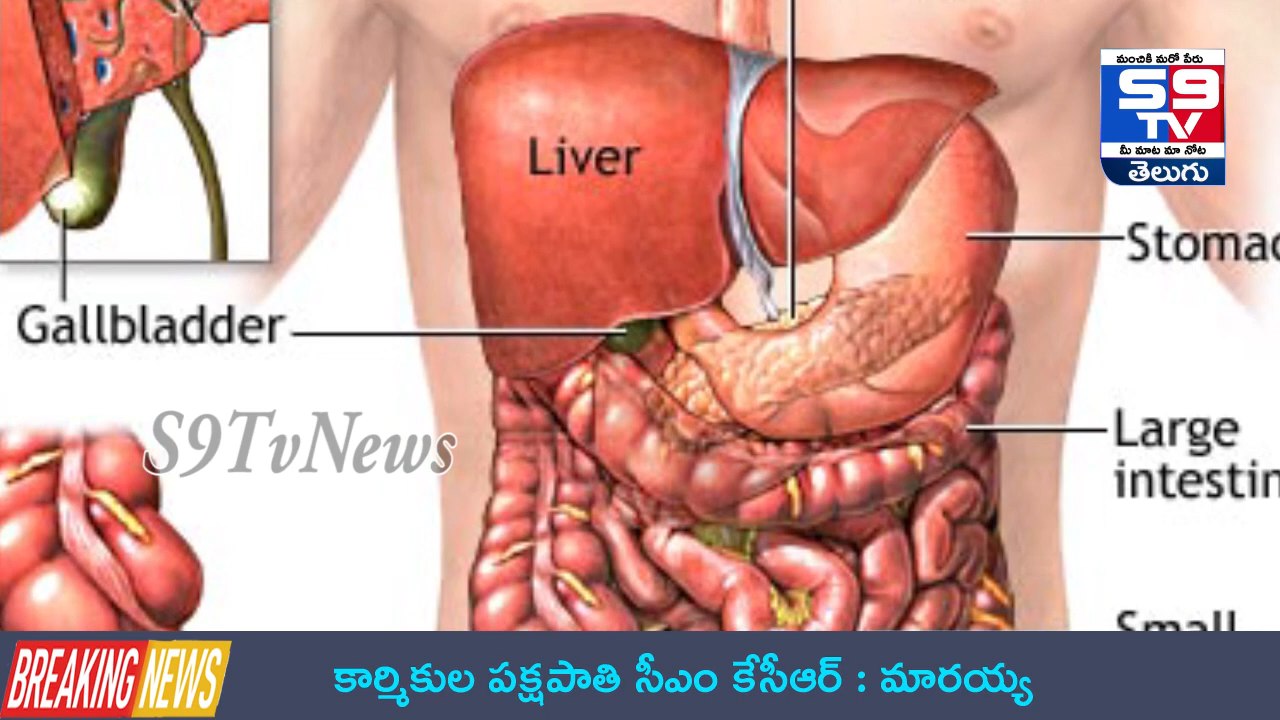 మంచికి మరో పేరు
S9
TV
మీ మాట మా నోట
తెలుగు
Liver
Stomac
Gallbladder
Large
intestin
S9TvNews
Small
BREAKING NEWS
కార్మికుల పక్షపాతి సీఎం కేసీఆర్ : మారయ్య